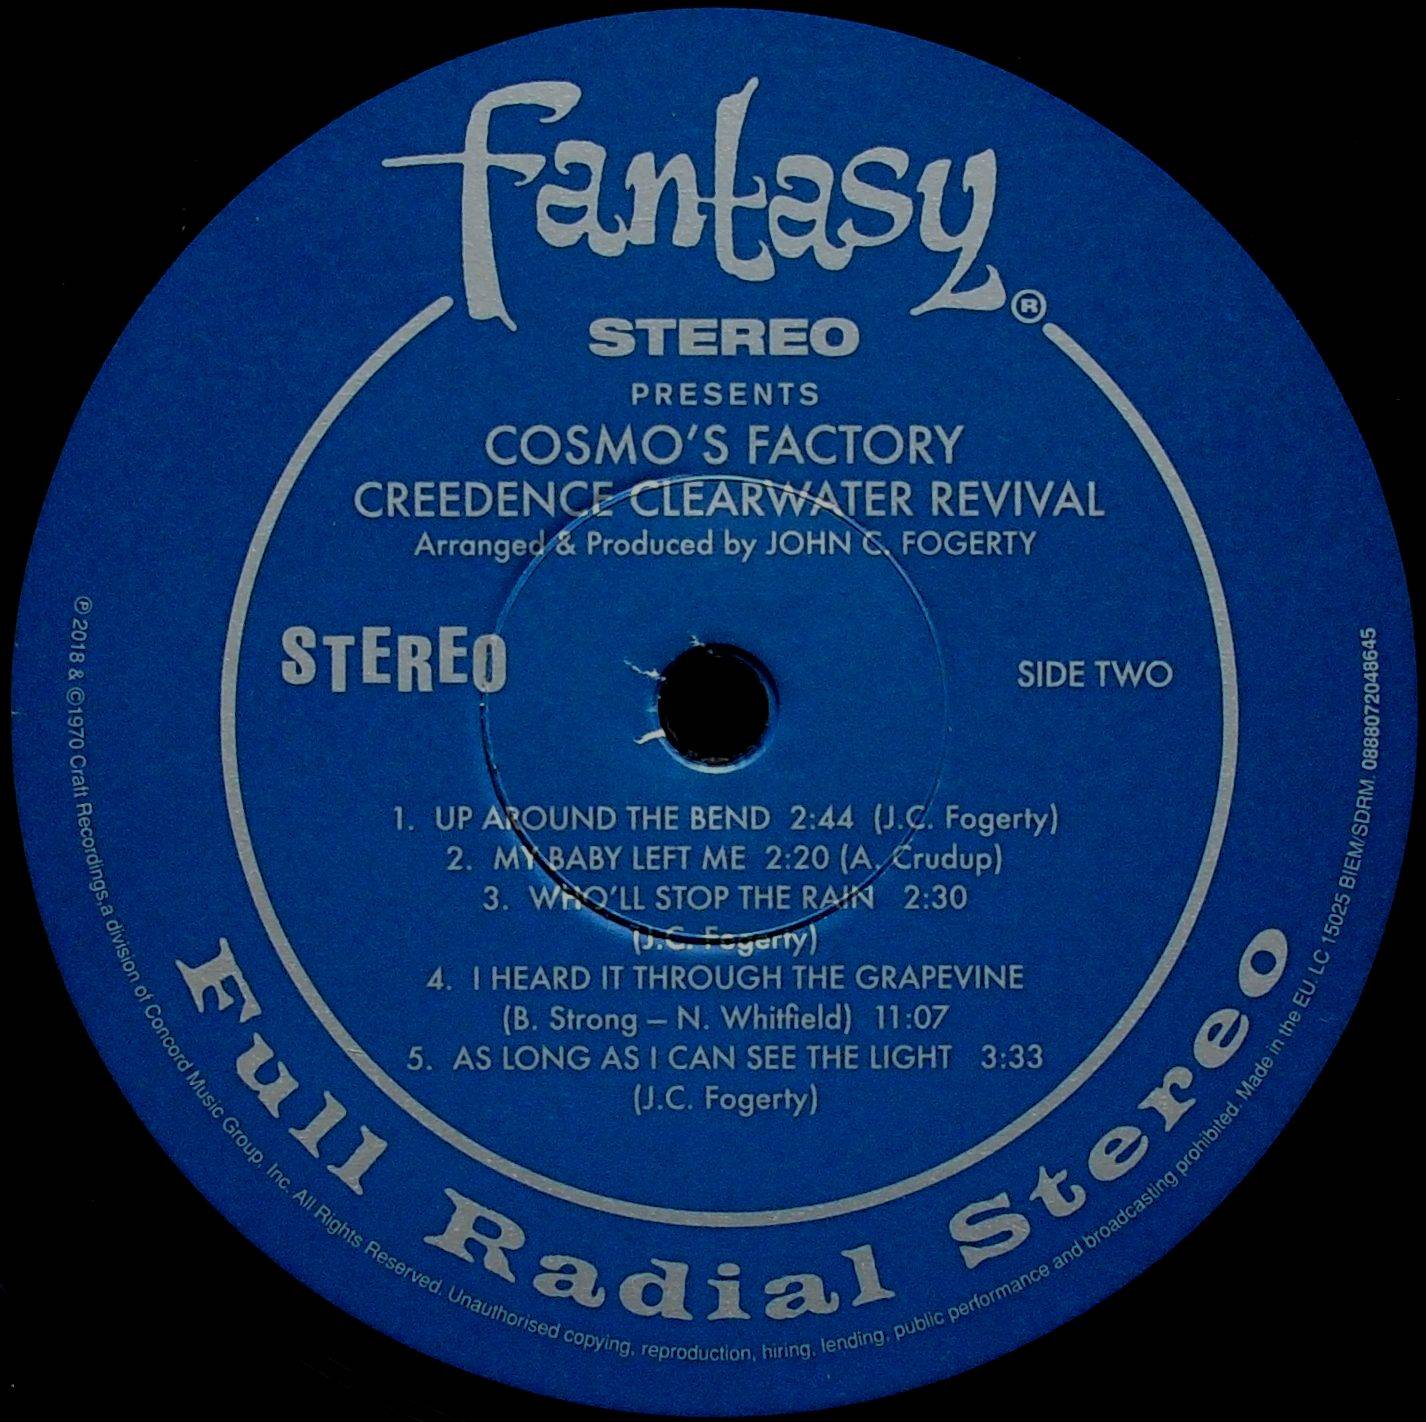 fantasy®
STEREO
PRESENTS
COSMO'S FACTORY
CREEDENCE CLEARWATER REVIVAL
Arranged & Produced by JOHN C. FOGERTY
STEREO
SIDE TWO
1. UP AROUND THE BEND 2:44 (J.C. Fogerty)
2. MY BABY LEFT ME 2:20 (A. Crudup)
3. WHO'LL STOP THE RAIN 2:30
(J.C. Fogerty)
4. I HEARD IT THROUGH THE GRAPEVINE
(B. Strong – N. Whitfield) 11:07
5. AS LONG AS I CAN SEE THE LIGHT 3:33
(J.C. Fogerty)
Full Radial Stereo
℗ 2018 & ©1970 Craft Recordings,a division of Concord Music Group, Inc. All Rights Reserved. Unauthorised copying, reproduction, hiring, lending, public performance and broadcasting prohibited. Made in the EU. LC 15025 BIEM/SDRM. 0888072048645